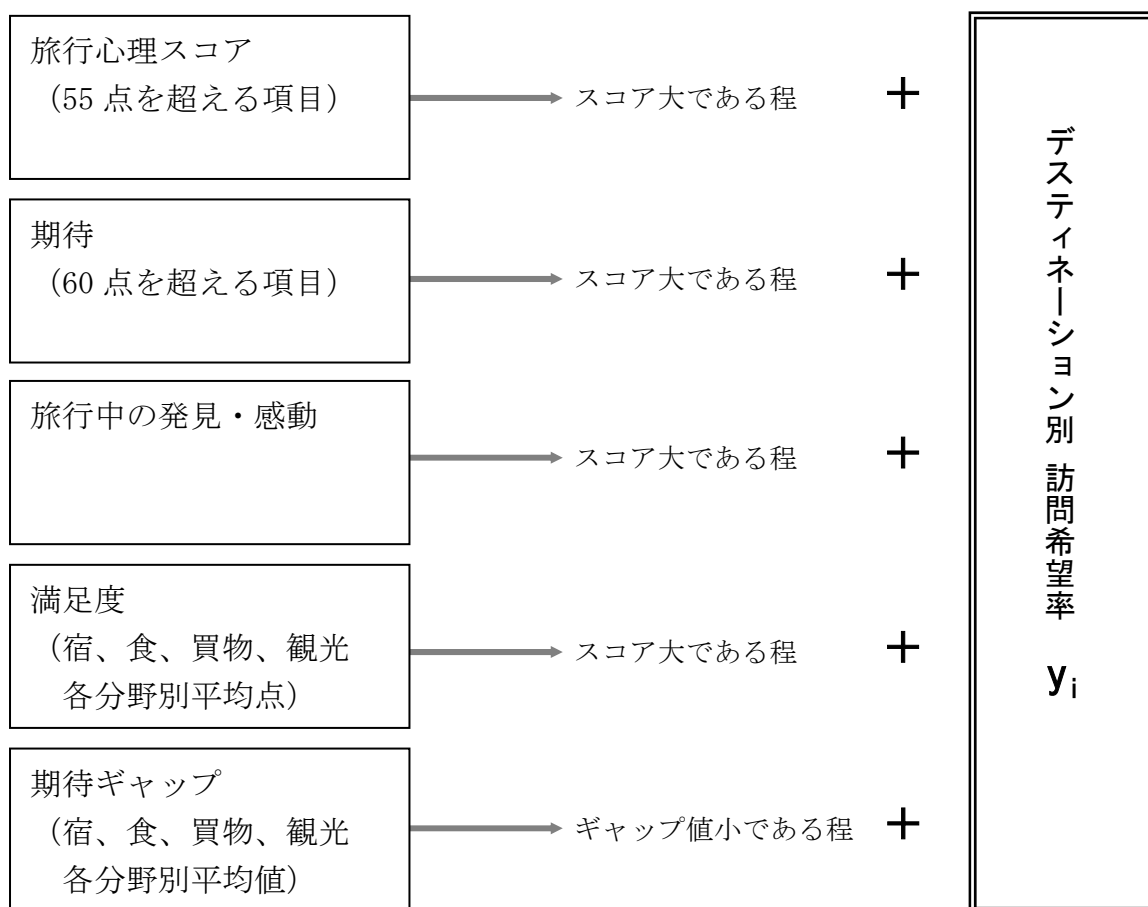 旅行心理スコア
（55 点を超える項目）
スコア大である程
＋
期待
（60 点を超える項目）
スコア大である程
＋
旅行中の発見・感動
スコア大である程
＋
満足度
（宿、食、買物、観光
各分野別平均点）
スコア大である程
＋
期待ギャップ
（宿、食、買物、観光
各分野別平均値）
ギャップ値小である程
＋
デスティネーション別 訪問希望率 yi